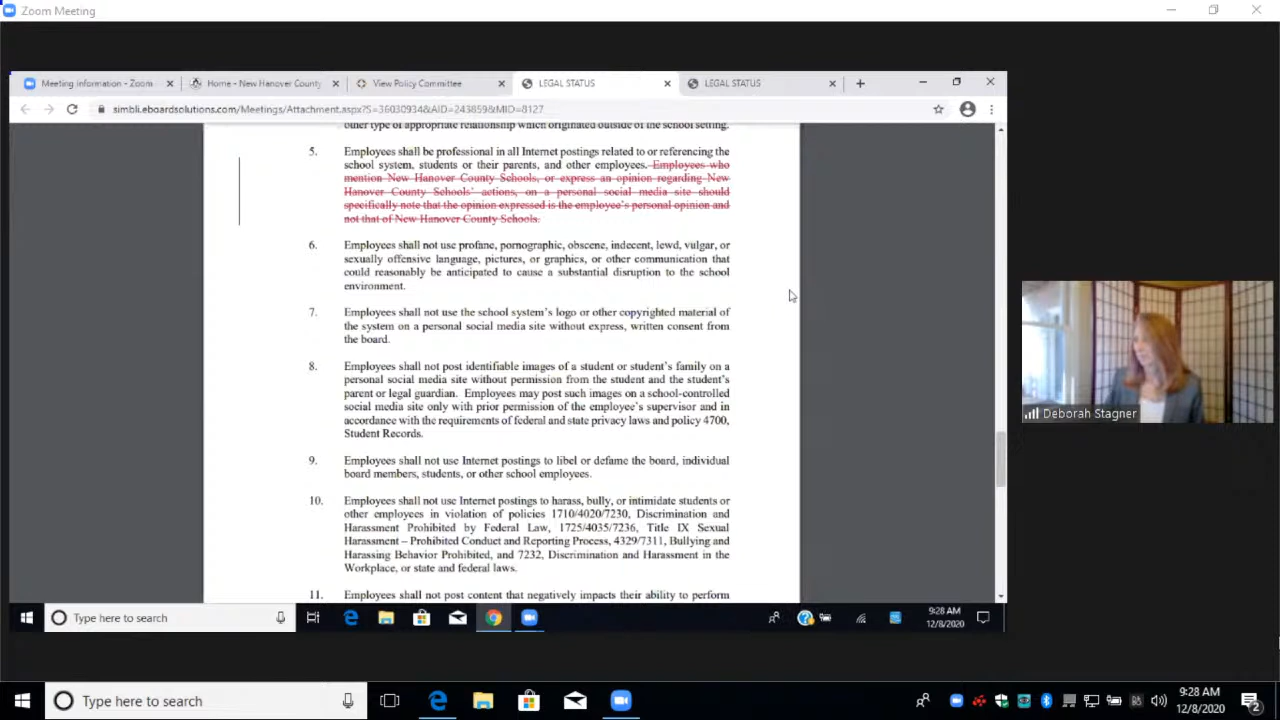 Zoom Meeting
Meeting information - Zoom
Home - New Hanover County
View Policy Committee
LEGAL STATUS
LEGAL STATUS
simbli.eboardsolutions.com/Meetings/Attachment.aspx?S=36030934&AID=243859&MID=8127
other type of appropriate relationship which originated outside of the school setting.
5. Employees shall be professional in all Internet postings related to or referencing the
school system, students or their parents, and other employees. Employees who
mention New Hanover County Schools, or express an opinion regarding New
Hanover County Schools' actions, on a personal social media site should
specifically note that the opinion expressed is the employee's personal opinion and
not that of New Hanover County Schools.
6. Employees shall not use profane, pornographic, obscene, indecent, lewd, vulgar, or
sexually offensive language, pictures, or graphics, or other communication that
could reasonably be anticipated to cause a substantial disruption to the school
environment.
7. Employees shall not use the school system's logo or other copyrighted material of
the system on a personal social media site without express, written consent from
the board.
8. Employees shall not post identifiable images of a student or student's family on a
personal social media site without permission from the student and the student's
parent or legal guardian. Employees may post such images on a school-controlled
social media site only with prior permission of the employee's supervisor and in
accordance with the requirements of federal and state privacy laws and policy 4700,
Student Records.
9. Employees shall not use Internet postings to libel or defame the board, individual
board members, students, or other school employees.
10. Employees shall not use Internet postings to harass, bully, or intimidate students or
other employees in violation of policies 1710/4020/7230, Discrimination and
Harassment Prohibited by Federal Law, 1725/4035/7236, Title IX Sexual
Harassment – Prohibited Conduct and Reporting Process, 4329/7311, Bullying and
Harassing Behavior Prohibited, and 7232, Discrimination and Harassment in the
Workplace, or state and federal laws.
11. Employees shall not post content that negatively impacts their ability to perform
Deborah Stagner
Type here to search
9:28 AM
12/8/2020
Type here to search
9:28 AM
12/8/2020
2